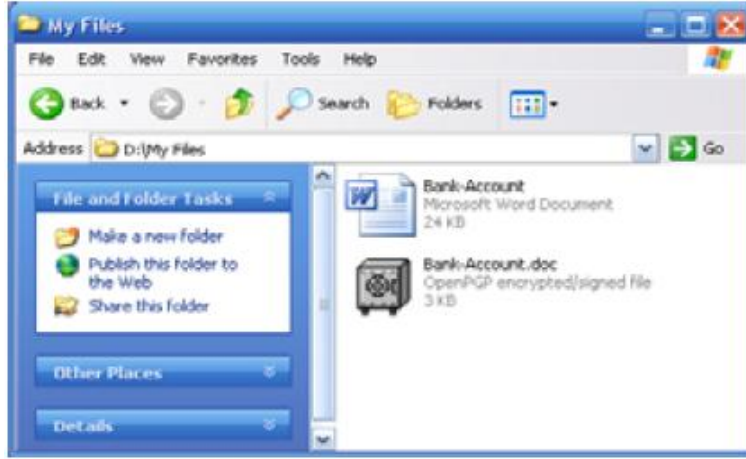 My Files
File Edit View Favorites Tools Help
Back Search Folders
Address D:\My Files Go
File and Folder Tasks
Make a new folder
Publish this folder to
the Web
Share this folder
Other Places
Details
Bank-Account
Microsoft Word Document
24 KB
Bank-Account.doc
OpenPGP encrypted/signed file
3 KB